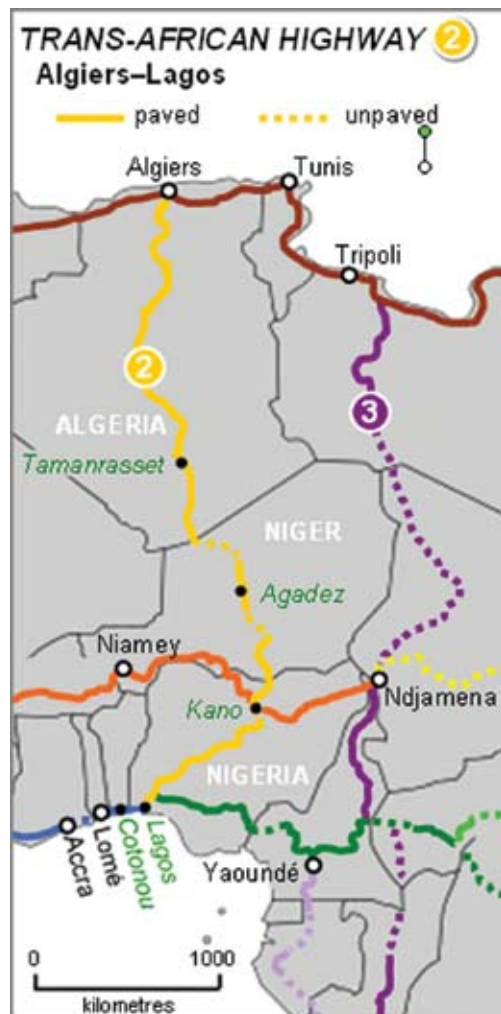 TRANS-AFRICAN HIGHWAY 2
Algiers–Lagos
paved
unpaved
Algiers
Tunis
Tripoli
2
3
ALGERIA
Tamanrasset
NIGER
Agadez
Niamey
Ndjamena
Kano
NIGERIA
Accra
Lomé
Cotonou
Lagos
Yaoundé
0
1000
kilometres